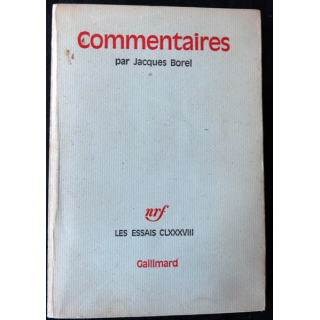 Commentaires
par Jacques Borel
nrf
LES ESSAIS CLXXXVIII
Gallimard